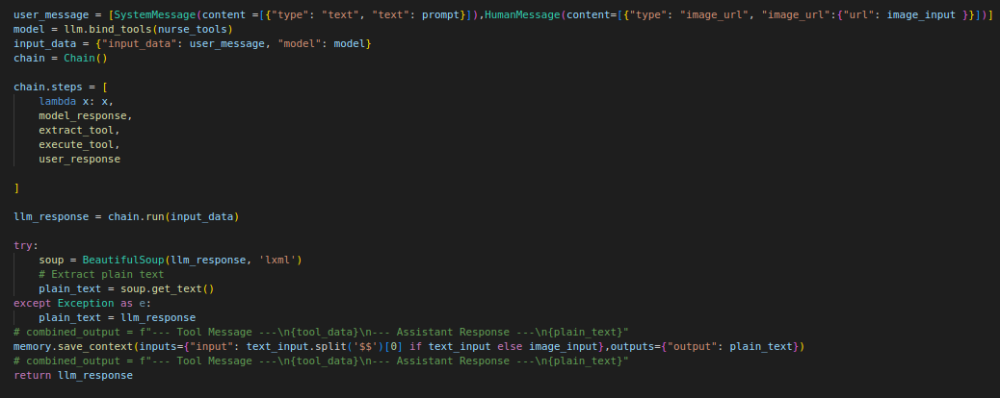 user_message = [SystemMessage(content =[{"type": "text", "text": prompt}]),HumanMessage(content=[{"type": "image_url", "image_url":{"url": image_input }}])]
model = llm.bind_tools(nurse_tools)
input_data = {"input_data": user_message, "model": model}
chain = Chain()

chain.steps = [
    lambda x: x,
    model_response,
    extract_tool,
    execute_tool,
    user_response

]

llm_response = chain.run(input_data)

try:
    soup = BeautifulSoup(llm_response, 'lxml')
    # Extract plain text
    plain_text = soup.get_text()
except Exception as e:
    plain_text = llm_response
# combined_output = f"--- Tool Message ---\n{tool_data}\n--- Assistant Response ---\n{plain_text}"
memory.save_context(inputs={"input": text_input.split('$$')[0] if text_input else image_input},outputs={"output": plain_text})
# combined_output = f"--- Tool Message ---\n{tool_data}\n--- Assistant Response ---\n{plain_text}"
return llm_response